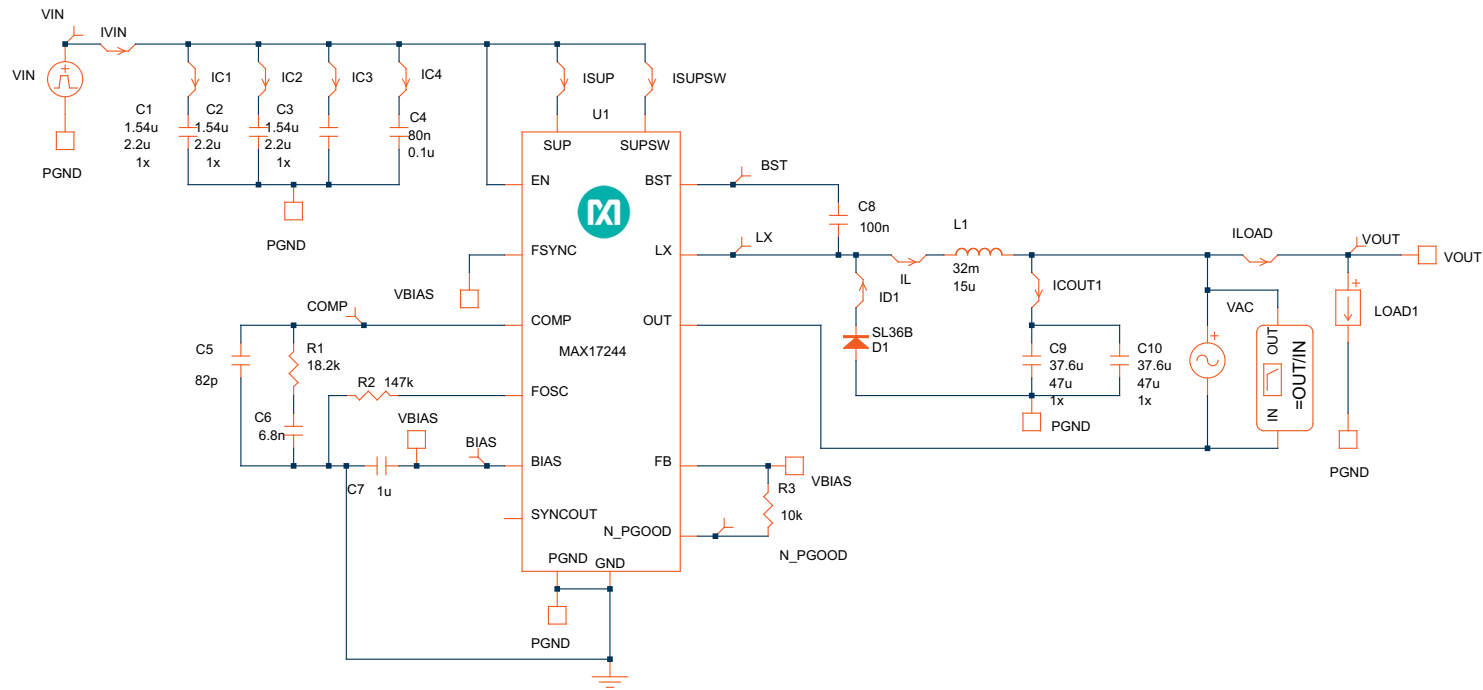 VIN
IVIN
VIN
PGND
IC1
IC2
IC3
IC4
C1
1.54u
2.2u
1x
C2
1.54u
2.2u
1x
C3
1.54u
2.2u
1x
C4
80n
0.1u
PGND
ISUP
ISUPSW
U1
SUP
SUPSW
EN
BST
FSYNC
LX
COMP
OUT
MAX17244
FOSC
BIAS
FB
SYNCOUT
N_PGOOD
PGND
GND
VBIAS
COMP
C5
82p
R1
18.2k
R2 147k
C6
6.8n
VBIAS
BIAS
C7
1u
PGND
BST
C8
100n
LX
IL
L1
32m
15u
ID1
SL36B
D1
ICOUT1
C9
37.6u
47u
1x
C10
37.6u
47u
1x
PGND
ILOAD
VOUT
VOUT
VAC
IN
OUT
=OUT/IN
LOAD1
PGND
VBIAS
R3
10k
N_PGOOD